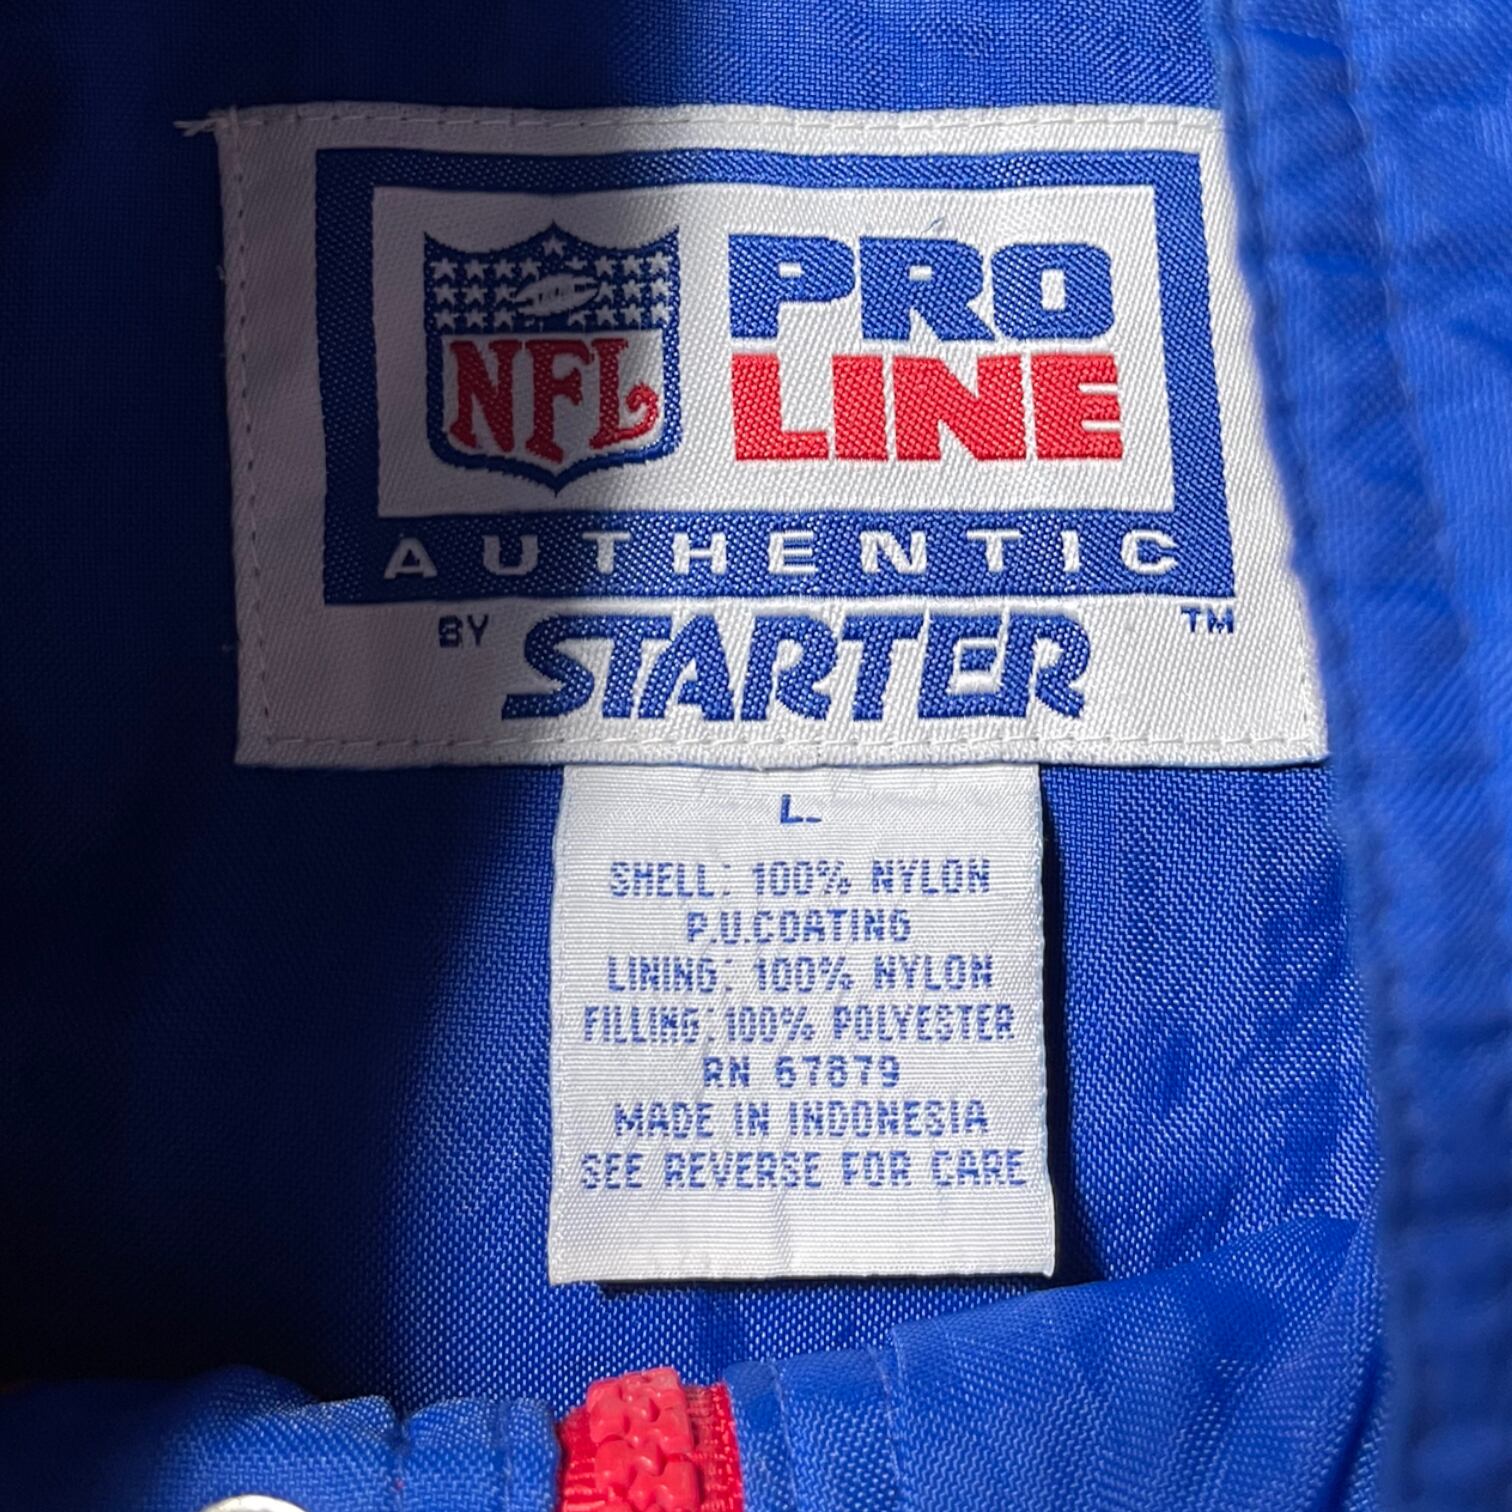 NFL
PRO
LINE
AUTHENTIC
BY STARTER TM
L.
SHELL: 100% NYLON
P.U.COATING
LINING: 100% NYLON
FILLING: 100% POLYESTER
RN 67879
MADE IN INDONESIA
SEE REVERSE FOR CARE